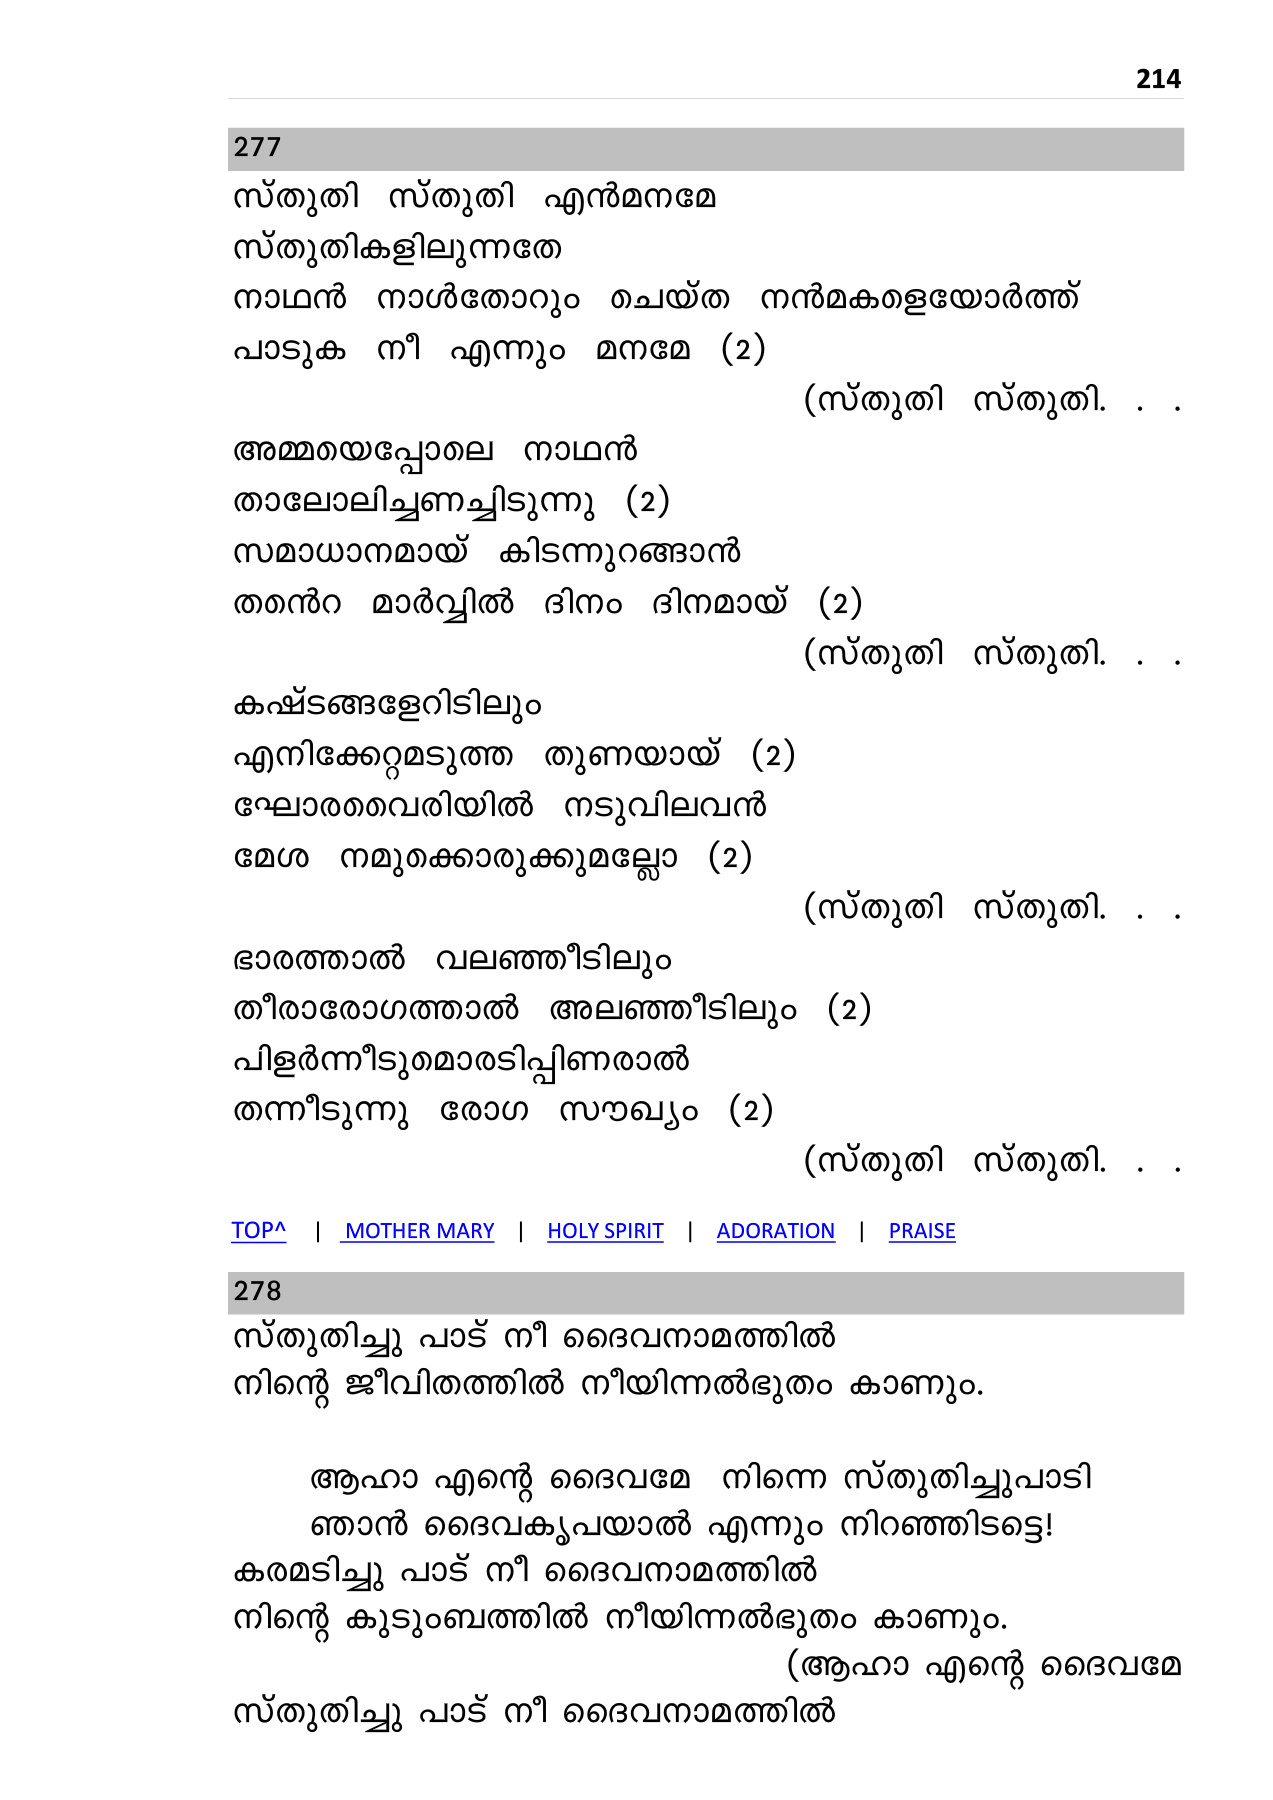 214
277
സ്തുതി സ്തുതി എൻമനമേ
സ്തുതികളിലുന്നതേ
നാഥൻ നാൾതോറും ചെയ്ത നൻമകളെയോർത്ത്
പാടുക നീ എന്നും മനമേ (2)
(സ്തുതി സ്തുതി. . .
അമ്മയെപ്പോലെ നാഥൻ
താലോലിച്ചണച്ചിടുന്നു (2)
സമാധാനമായ് കിടന്നുറങ്ങാൻ
തൻെറ മാർവ്വിൽ ദിനം ദിനമായ് (2)
(സ്തുതി സ്തുതി. . .
കഷ്ടങ്ങളേറിടിലും
എനിക്കേറ്റമടുത്ത തുണയായ് (2)
ഘോരവൈരിയിൽ നടുവിലവൻ
മേശ നമുക്കൊരുക്കുമല്ലോ (2)
(സ്തുതി സ്തുതി. . .
ഭാരത്താൽ വലഞ്ഞീടിലും
തീരാരോഗത്താൽ അലഞ്ഞീടിലും (2)
പിളർന്നീടുമൊരടിപ്പിണരാൽ
തന്നീടുന്നു രോഗ സൗഖ്യം (2)
(സ്തുതി സ്തുതി. . .
TOP^ | MOTHER MARY | HOLY SPIRIT | ADORATION | PRAISE
278
സ്തുതിച്ചു പാട് നീ ദൈവനാമത്തിൽ
നിന്റെ ജീവിതത്തിൽ നീയിന്നൽഭുതം കാണും.
ആഹാ എന്റെ ദൈവമേ നിന്നെ സ്തുതിച്ചുപാടി
ഞാൻ ദൈവകൃപയാൽ എന്നും നിറഞ്ഞിടട്ടെ!
കരമടിച്ചു പാട് നീ ദൈവനാമത്തിൽ
നിന്റെ കുടുംബത്തിൽ നീയിന്നൽഭുതം കാണും.
(ആഹാ എന്റെ ദൈവമേ
സ്തുതിച്ചു പാട് നീ ദൈവനാമത്തിൽ